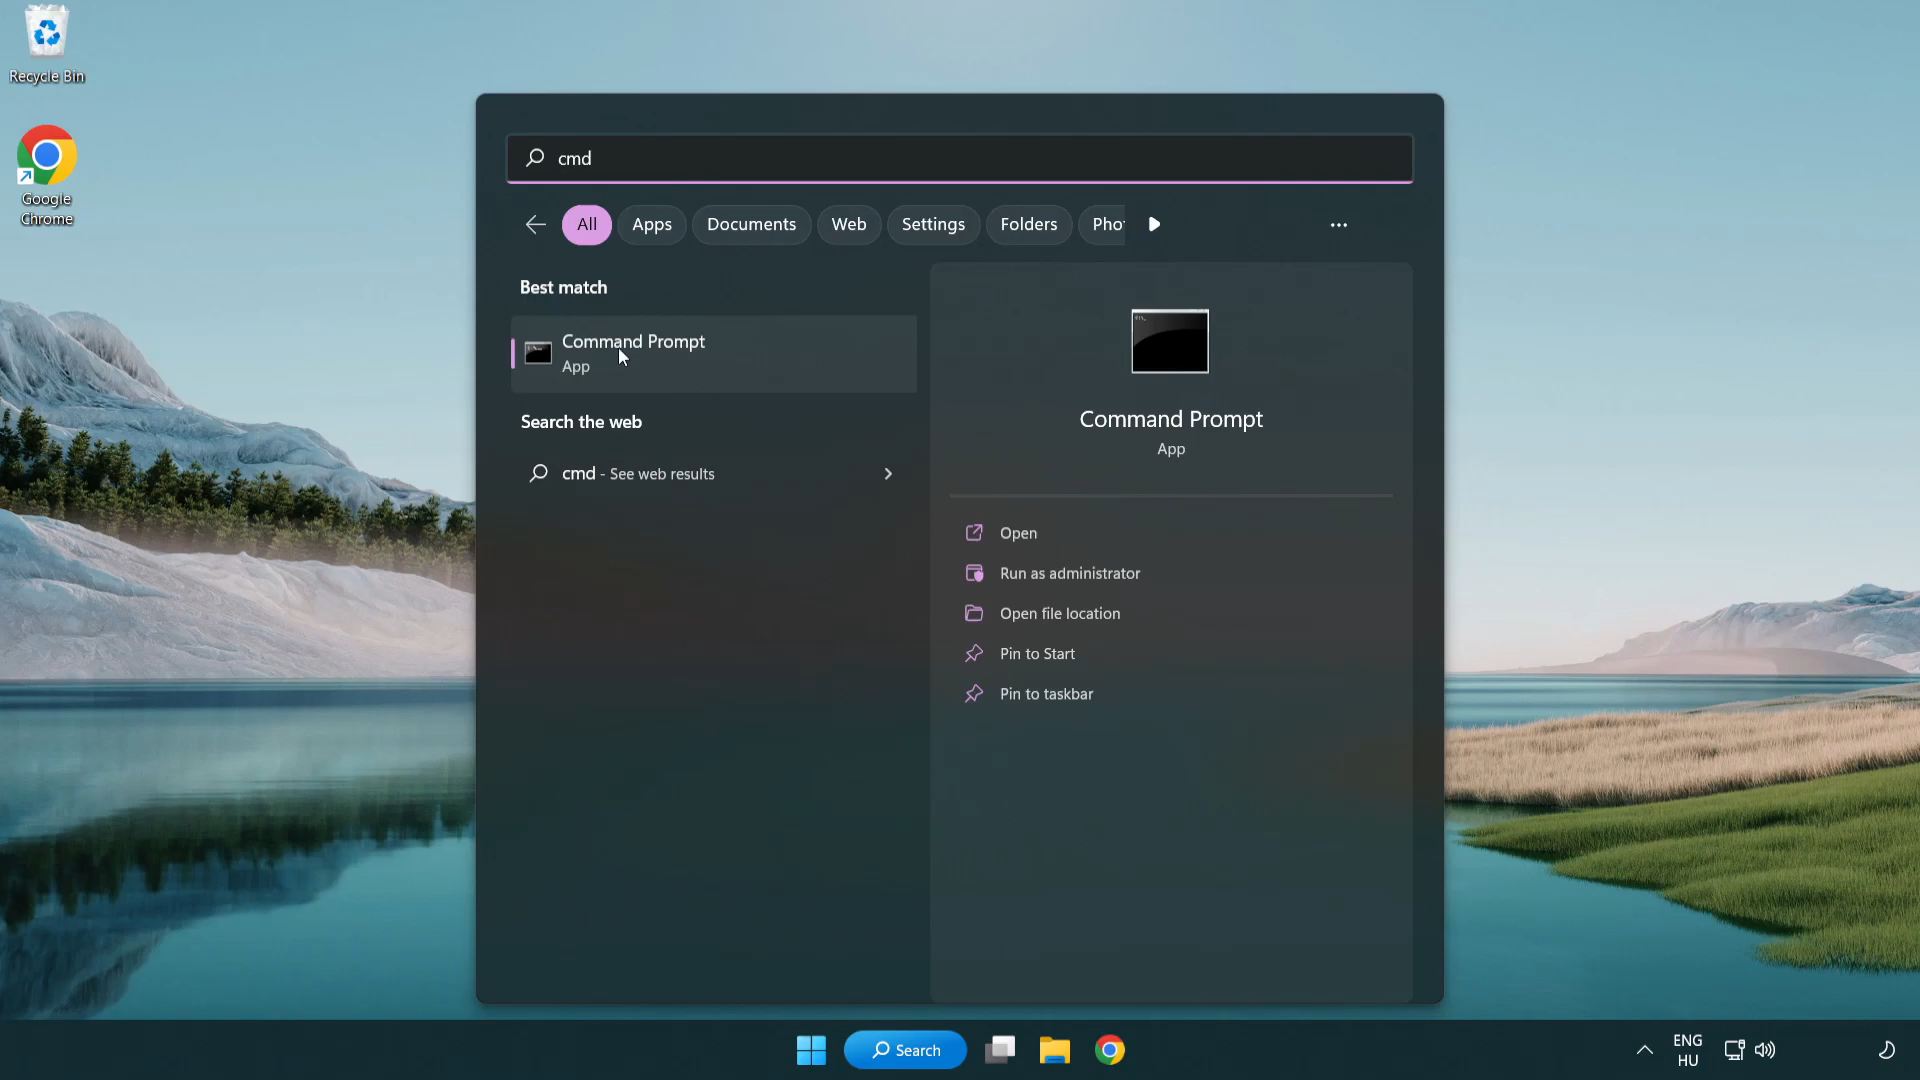 Recycle Bin
Google
Chrome
cmd
All
Apps
Documents
Web
Settings
Folders
Pho
Best match
Command Prompt
App
Search the web
cmd - See web results
Command Prompt
App
Open
Run as administrator
Open file location
Pin to Start
Pin to taskbar
Search
ENG
HU